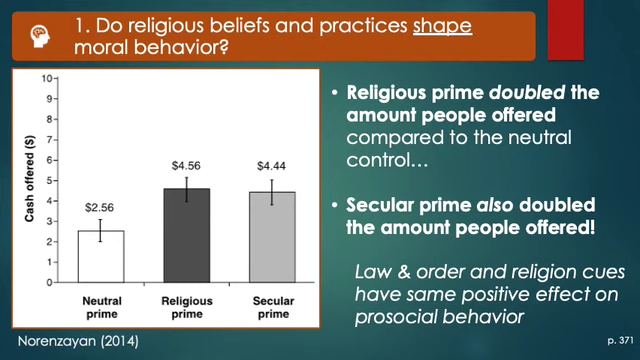 1. Do religious beliefs and practices shape
moral behavior?
10
9
8
7
6
5
4
3
2
1
0
Cash offered ($)
$2.56
$4.56
$4.44
Neutral
prime
Religious
prime
Secular
prime
• Religious prime doubled the
amount people offered
compared to the neutral
control…
• Secular prime also doubled
the amount people offered!
Law & order and religion cues
have same positive effect on
prosocial behavior
Norenzayan (2014)
p. 371